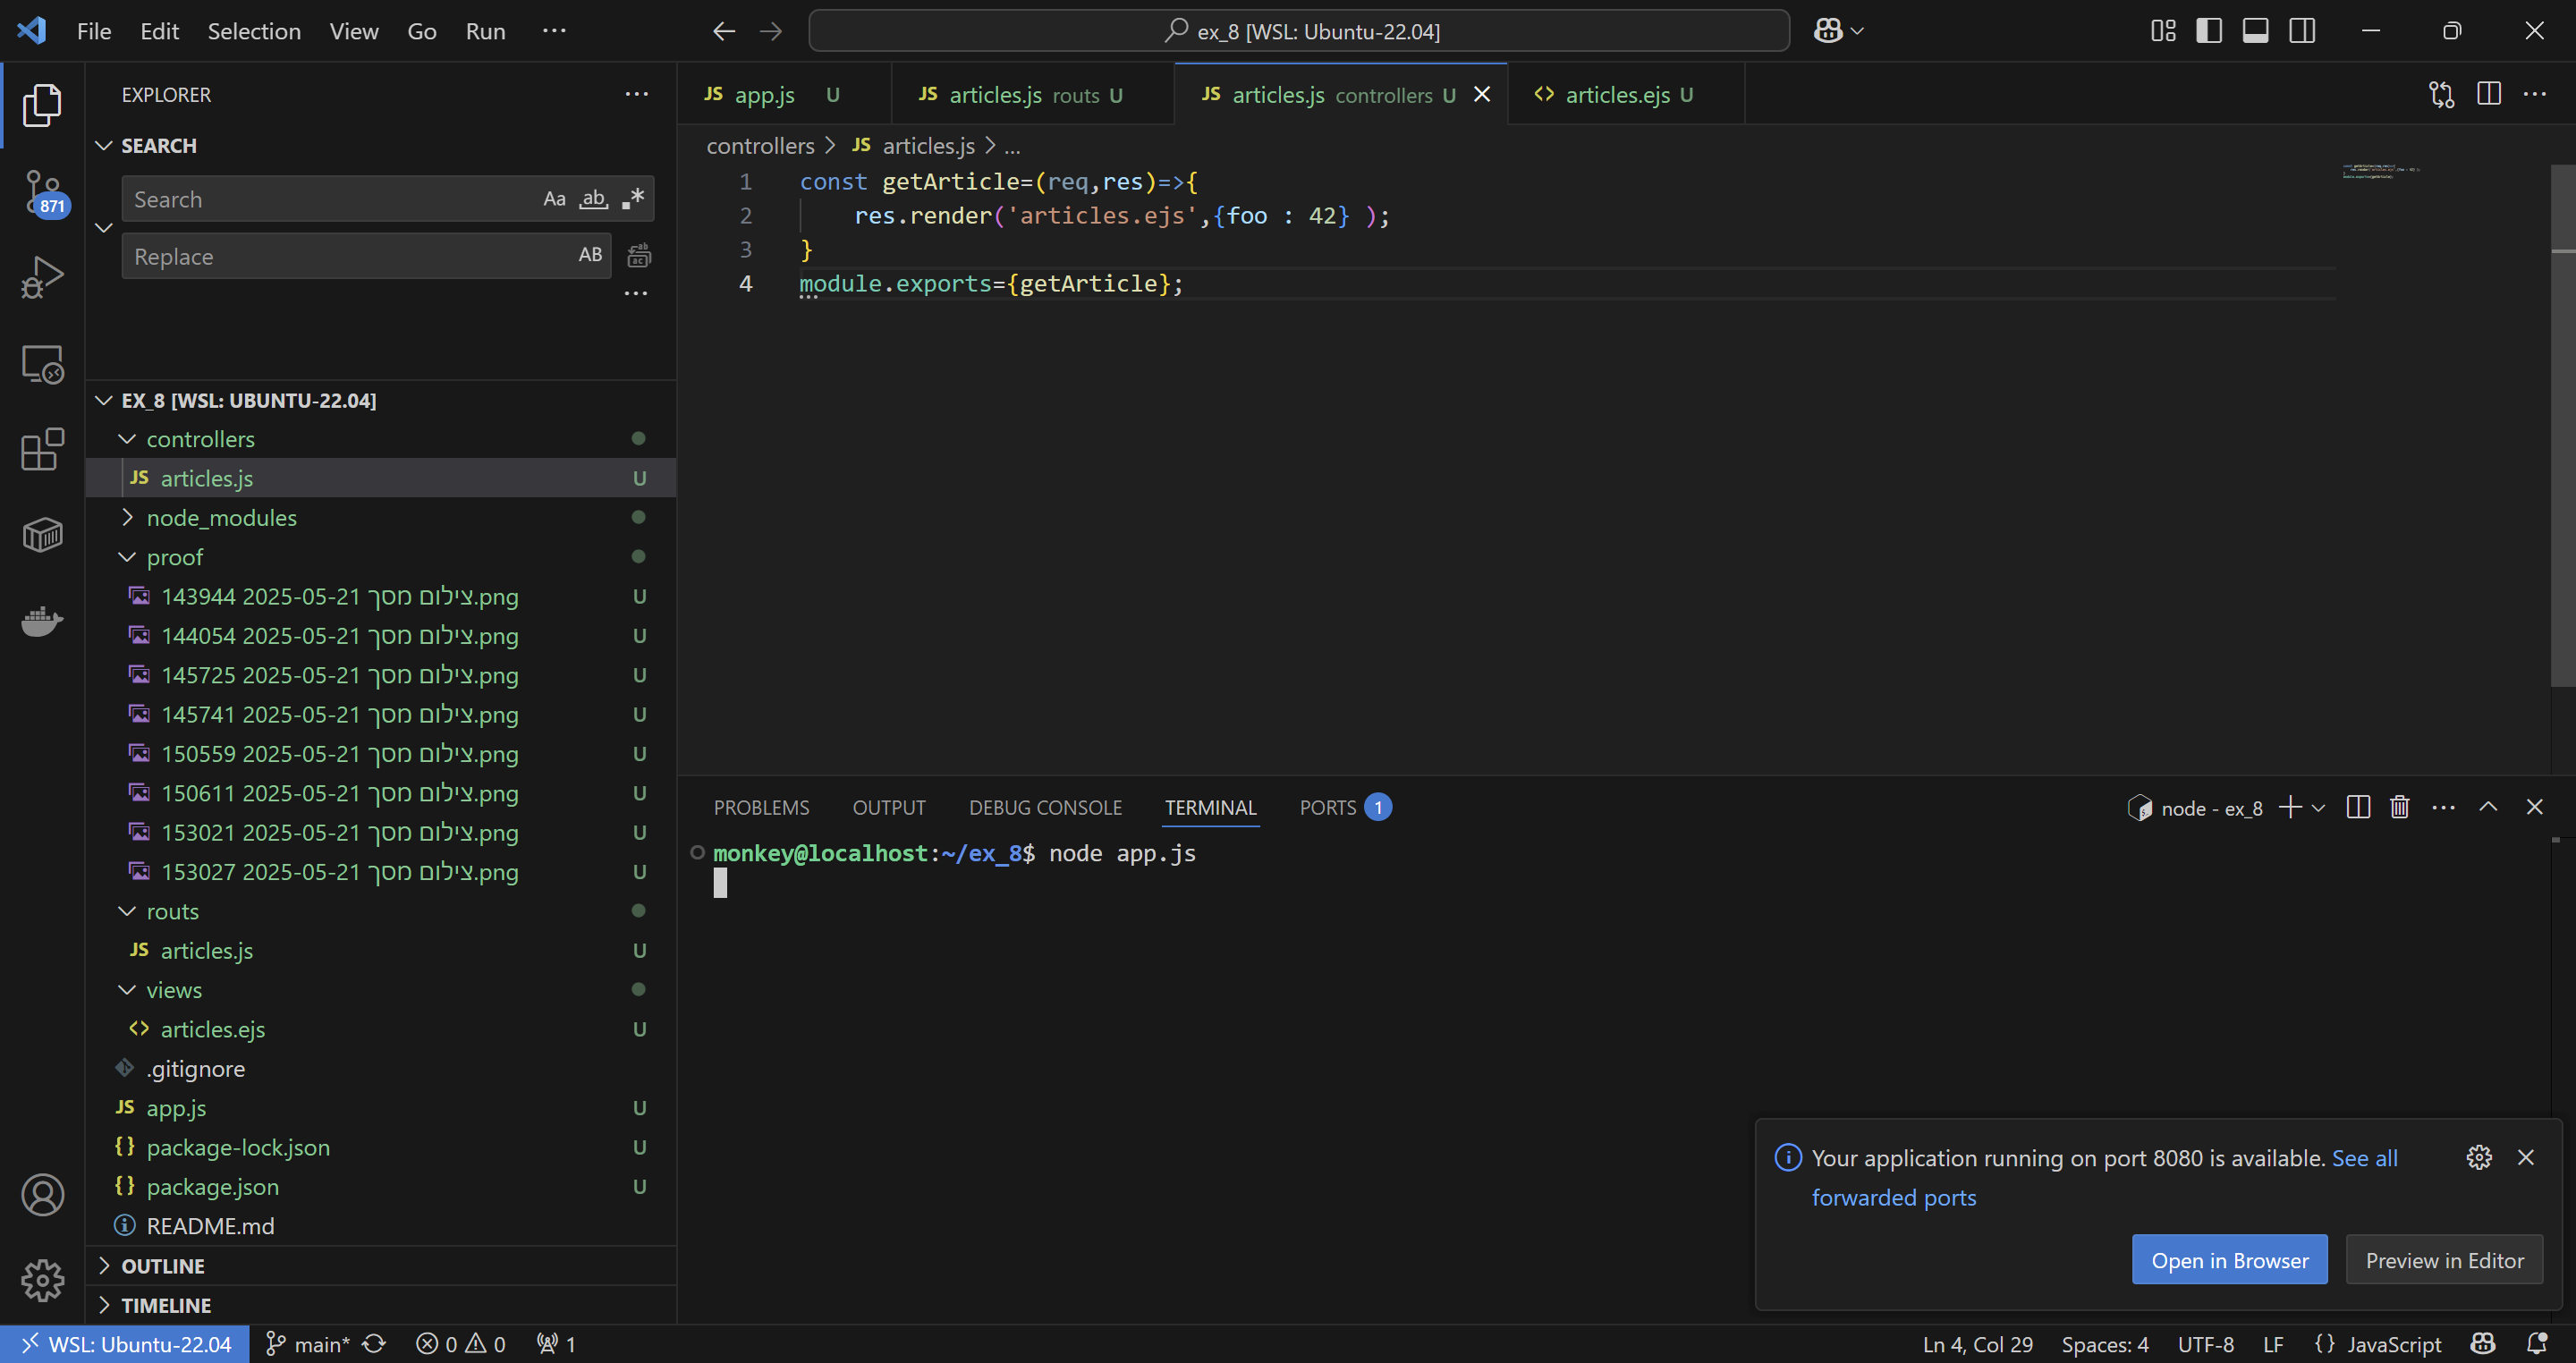 File Edit Selection View Go Run ···
ex_8 [WSL: Ubuntu-22.04]
EXPLORER
SEARCH
Search Aa ab .*
Replace AB
871
EX_8 [WSL: UBUNTU-22.04]
controllers
JS articles.js U
node_modules
proof
צילום מסך 2025-05-21 143944.png U
צילום מסך 2025-05-21 144054.png U
צילום מסך 2025-05-21 145725.png U
צילום מסך 2025-05-21 145741.png U
צילום מסך 2025-05-21 150559.png U
צילום מסך 2025-05-21 150611.png U
צילום מסך 2025-05-21 153021.png U
צילום מסך 2025-05-21 153027.png U
routs
JS articles.js U
views
<> articles.ejs U
.gitignore
JS app.js U
{} package-lock.json U
{} package.json U
README.md
OUTLINE
TIMELINE
JS app.js U
JS articles.js routs U
JS articles.js controllers U
<> articles.ejs U
controllers > JS articles.js > ...
1 const getArticle=(req,res)=>{
2 res.render('articles.ejs',{foo : 42} );
3 }
4 module.exports={getArticle};
PROBLEMS OUTPUT DEBUG CONSOLE TERMINAL PORTS 1
node - ex_8
monkey@localhost:~/ex_8$ node app.js
Your application running on port 8080 is available. See all
forwarded ports
Open in Browser
Preview in Editor
WSL: Ubuntu-22.04 main* 0 0 1
Ln 4, Col 29 Spaces: 4 UTF-8 LF {} JavaScript